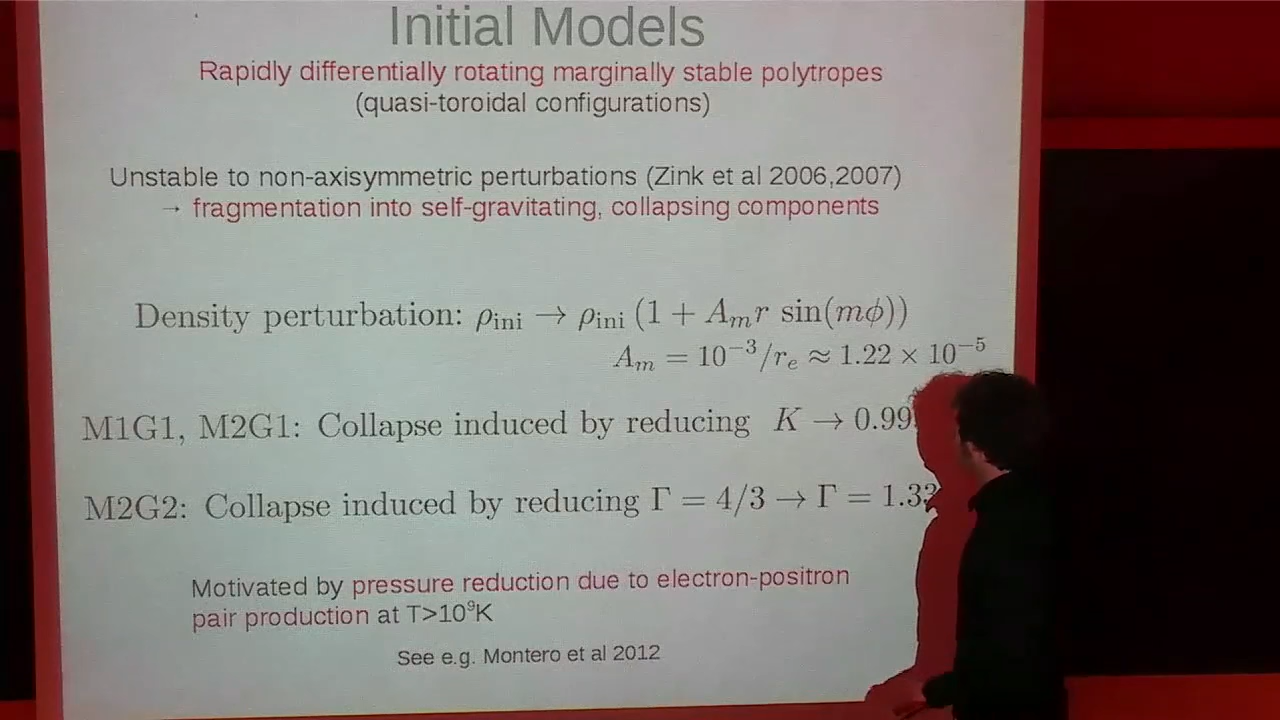 Initial Models
Rapidly differentially rotating marginally stable polytropes
(quasi-toroidal configurations)
Unstable to non-axisymmetric perturbations (Zink et al 2006,2007)
→ fragmentation into self-gravitating, collapsing components
Density perturbation: ρ_ini → ρ_ini (1 + A_m r sin(mϕ))
A_m = 10⁻³/r_e ≈ 1.22 × 10⁻⁵
M1G1, M2G1: Collapse induced by reducing K → 0.99
M2G2: Collapse induced by reducing Γ = 4/3 → Γ = 1.33
Motivated by pressure reduction due to electron-positron
pair production at T>10⁹K
See e.g. Montero et al 2012